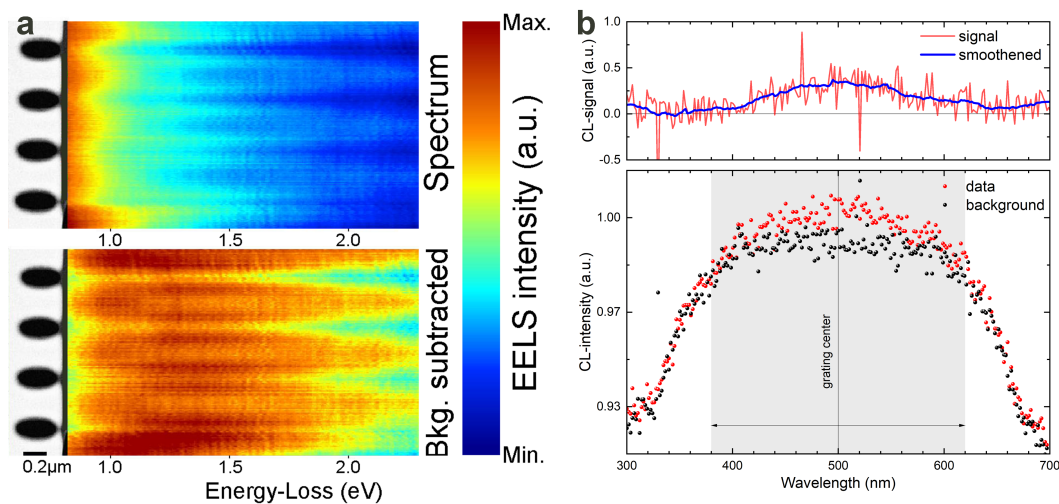 a
Spectrum
1.0 1.5 2.0
Bkg. subtracted
0.2μm
1.0 1.5 2.0
Energy-Loss (eV)
Max.
EELS intensity (a.u.)
Min.
b
1.0
0.5
0.0
-0.5
CL-signal (a.u.)
signal
smoothened
data
background
1.00
0.97
0.93
CL-intensity (a.u.)
grating center
300 400 500 600 700
Wavelength (nm)